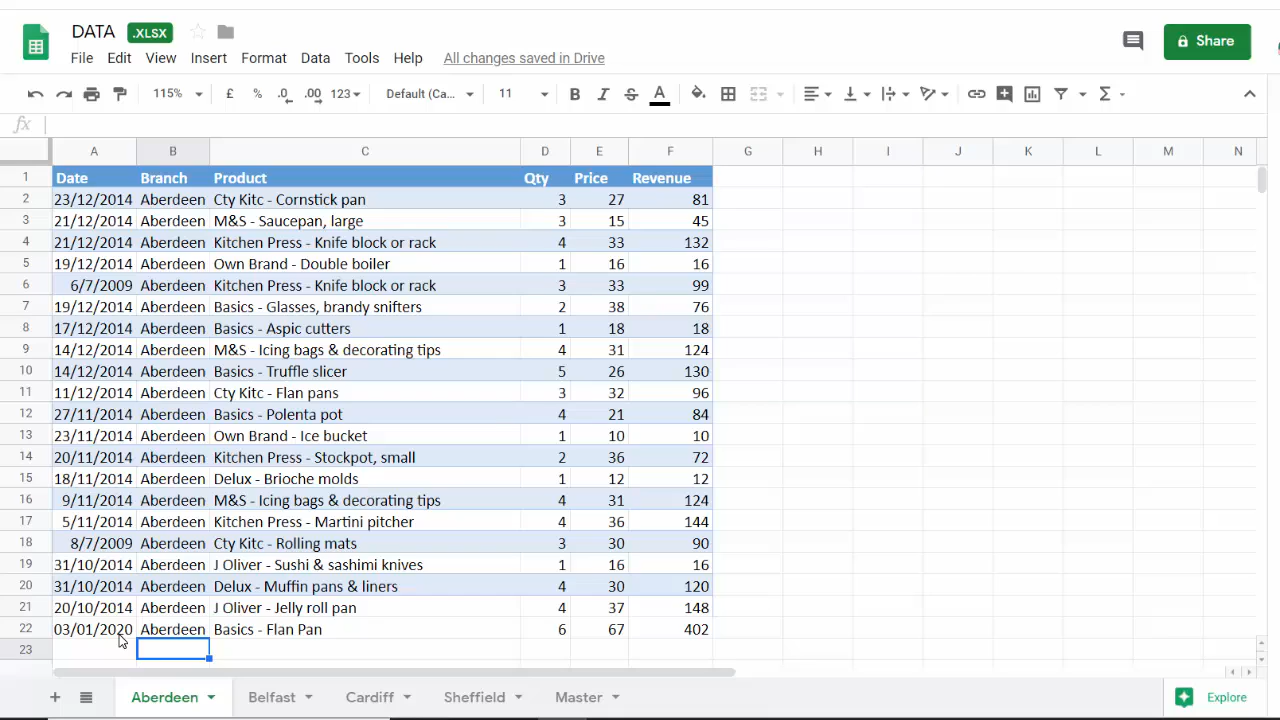 DATA .XLSX
File Edit View Insert Format Data Tools Help All changes saved in Drive
Share
115% £ % .0 .00 123 Default (Ca... 11 B I S A Σ
fx
A B C D E F G H I J K L M N
1 Date Branch Product Qty Price Revenue
2 23/12/2014 Aberdeen Cty Kitc - Cornstick pan 3 27 81
3 21/12/2014 Aberdeen M&S - Saucepan, large 3 15 45
4 21/12/2014 Aberdeen Kitchen Press - Knife block or rack 4 33 132
5 19/12/2014 Aberdeen Own Brand - Double boiler 1 16 16
6 6/7/2009 Aberdeen Kitchen Press - Knife block or rack 3 33 99
7 19/12/2014 Aberdeen Basics - Glasses, brandy snifters 2 38 76
8 17/12/2014 Aberdeen Basics - Aspic cutters 1 18 18
9 14/12/2014 Aberdeen M&S - Icing bags & decorating tips 4 31 124
10 14/12/2014 Aberdeen Basics - Truffle slicer 5 26 130
11 11/12/2014 Aberdeen Cty Kitc - Flan pans 3 32 96
12 27/11/2014 Aberdeen Basics - Polenta pot 4 21 84
13 23/11/2014 Aberdeen Own Brand - Ice bucket 1 10 10
14 20/11/2014 Aberdeen Kitchen Press - Stockpot, small 2 36 72
15 18/11/2014 Aberdeen Delux - Brioche molds 1 12 12
16 9/11/2014 Aberdeen M&S - Icing bags & decorating tips 4 31 124
17 5/11/2014 Aberdeen Kitchen Press - Martini pitcher 4 36 144
18 8/7/2009 Aberdeen Cty Kitc - Rolling mats 3 30 90
19 31/10/2014 Aberdeen J Oliver - Sushi & sashimi knives 1 16 16
20 31/10/2014 Aberdeen Delux - Muffin pans & liners 4 30 120
21 20/10/2014 Aberdeen J Oliver - Jelly roll pan 4 37 148
22 03/01/2020 Aberdeen Basics - Flan Pan 6 67 402
23
+ Aberdeen Belfast Cardiff Sheffield Master Explore